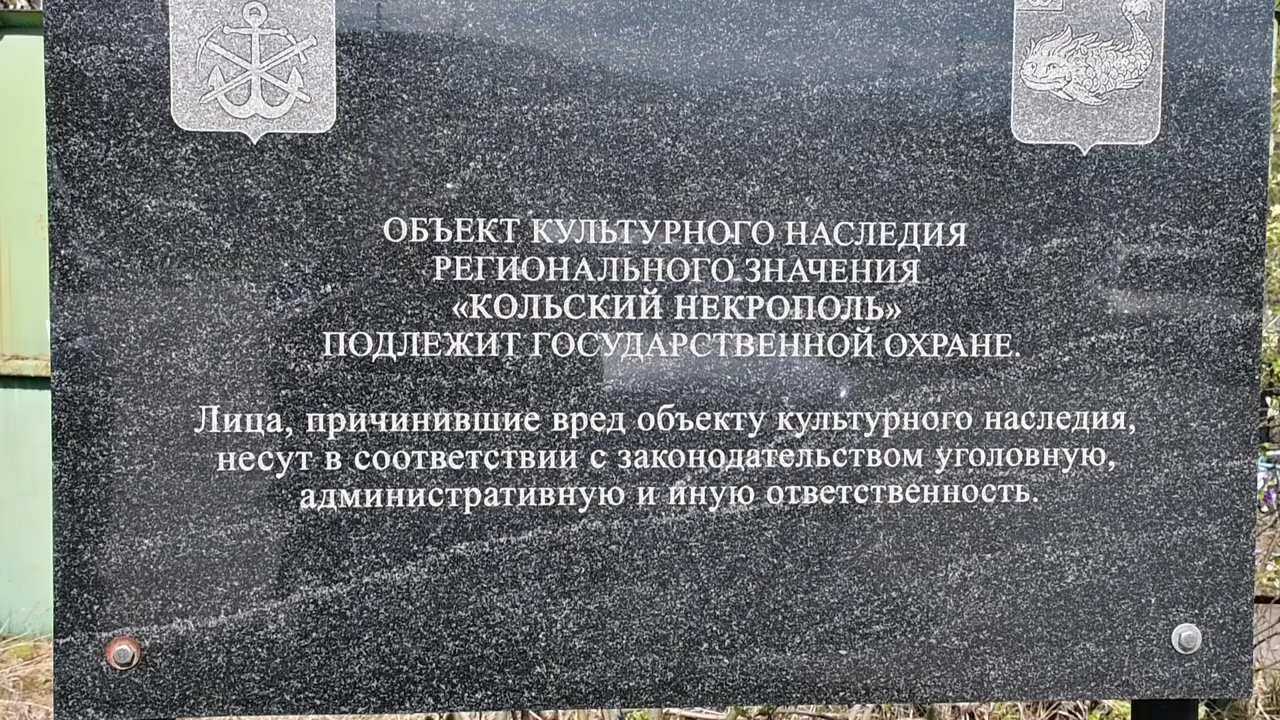 ОБЪЕКТ КУЛЬТУРНОГО НАСЛЕДИЯ
РЕГИОНАЛЬНОГО ЗНАЧЕНИЯ
«КОЛЬСКИЙ НЕКРОПОЛЬ»
ПОДЛЕЖИТ ГОСУДАРСТВЕННОЙ ОХРАНЕ.
Лица, причинившие вред объекту культурного наследия,
несут в соответствии с законодательством уголовную,
административную и иную ответственность.